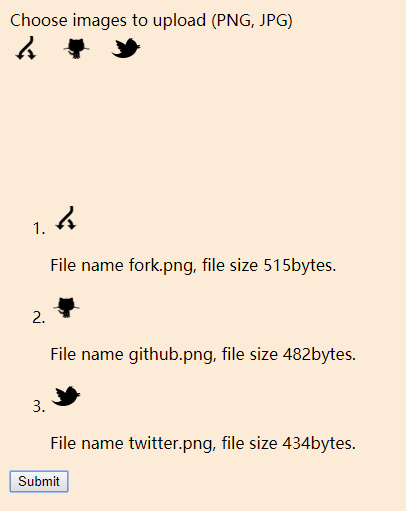 Choose images to upload (PNG, JPG)
1.
File name fork.png, file size 515bytes.
2.
File name github.png, file size 482bytes.
3.
File name twitter.png, file size 434bytes.
Submit